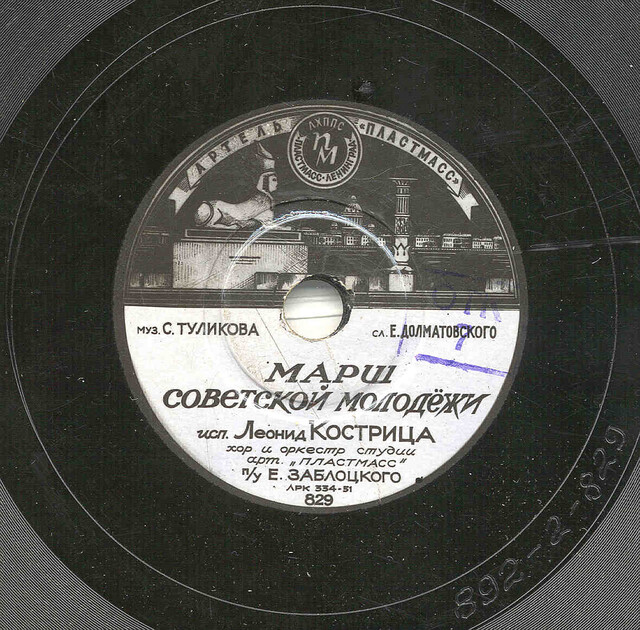 АРТЕЛЬ «ПЛАСТМАСС»
ЛХППС
ПМ
ПЛАСТМАСС • ЛЕНИНГРАД
МУЗ. С. ТУЛИКОВА
СЛ. Е. ДОЛМАТОВСКОГО
МАРШ
СОВЕТСКОЙ МОЛОДЁЖИ
исп. Леонид КОСТРИЦА
хор и оркестр студии
арт. „ПЛАСТМАСС"
п/у Е. ЗАБЛОЦКОГО
ЛРК 334-51
829
892-2-829